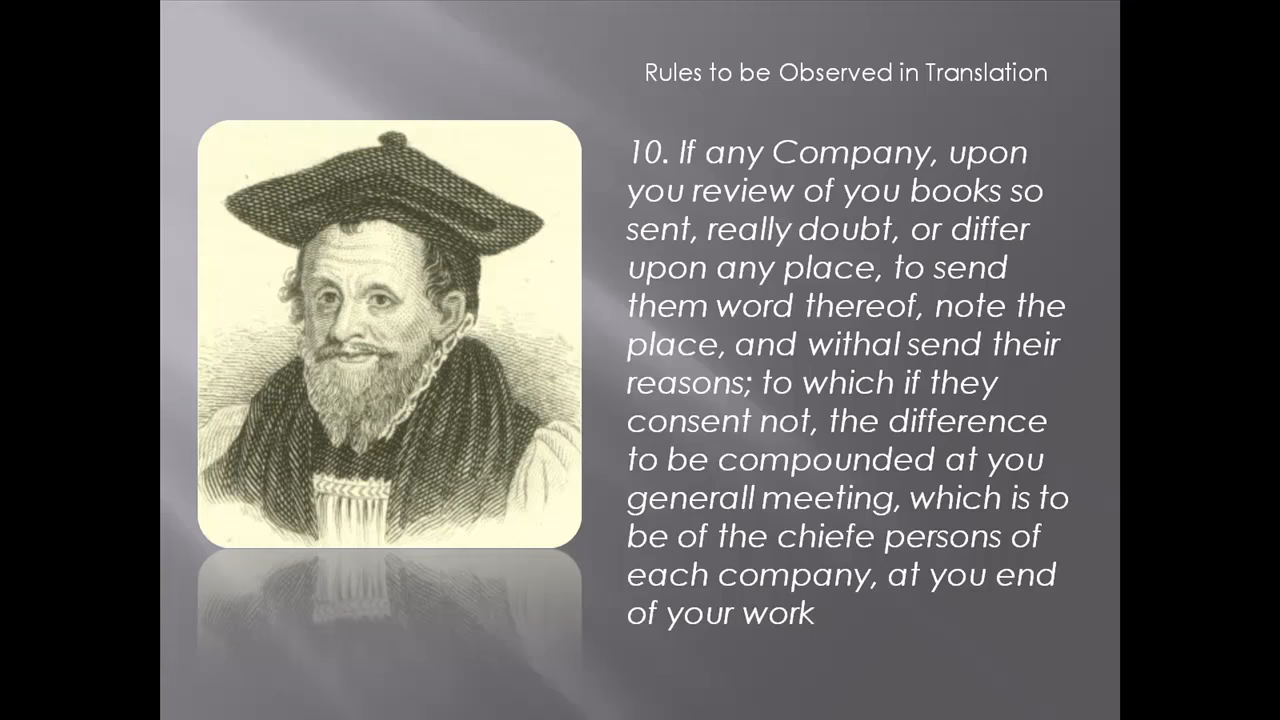 Rules to be Observed in Translation
10. If any Company, upon
you review of you books so
sent, really doubt, or differ
upon any place, to send
them word thereof, note the
place, and withal send their
reasons; to which if they
consent not, the difference
to be compounded at you
generall meeting, which is to
be of the chiefe persons of
each company, at you end
of your work